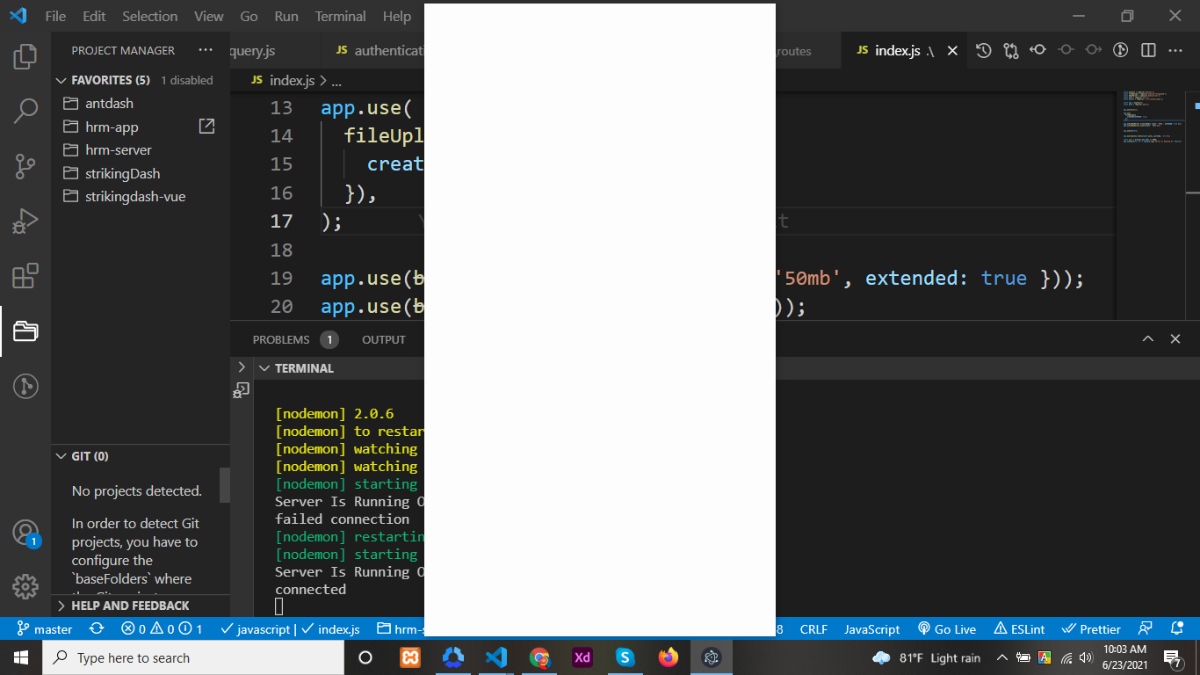 File Edit Selection View Go Run Terminal Help
PROJECT MANAGER ...
FAVORITES (5) 1 disabled
antdash
hrm-app
hrm-server
strikingDash
strikingdash-vue
GIT (0)
No projects detected.
In order to detect Git
projects, you have to
configure the
`baseFolders` where
HELP AND FEEDBACK
query.js JS authenticati routes JS index.js .\
JS index.js > ...
13 app.use(
14 fileUpl
15 creat
16 }),
17 );
18
19 app.use(b '50mb', extended: true }));
20 app.use(b ));
PROBLEMS 1 OUTPUT
TERMINAL
[nodemon] 2.0.6
[nodemon] to restar
[nodemon] watching
[nodemon] watching
[nodemon] starting
Server Is Running O
failed connection
[nodemon] restartin
[nodemon] starting
Server Is Running O
connected
1
master 0 0 1 javascript | index.js hrm-s 8 CRLF JavaScript Go Live ESLint Prettier
Type here to search Xd S 81°F Light rain 10:03 AM
6/23/2021
7